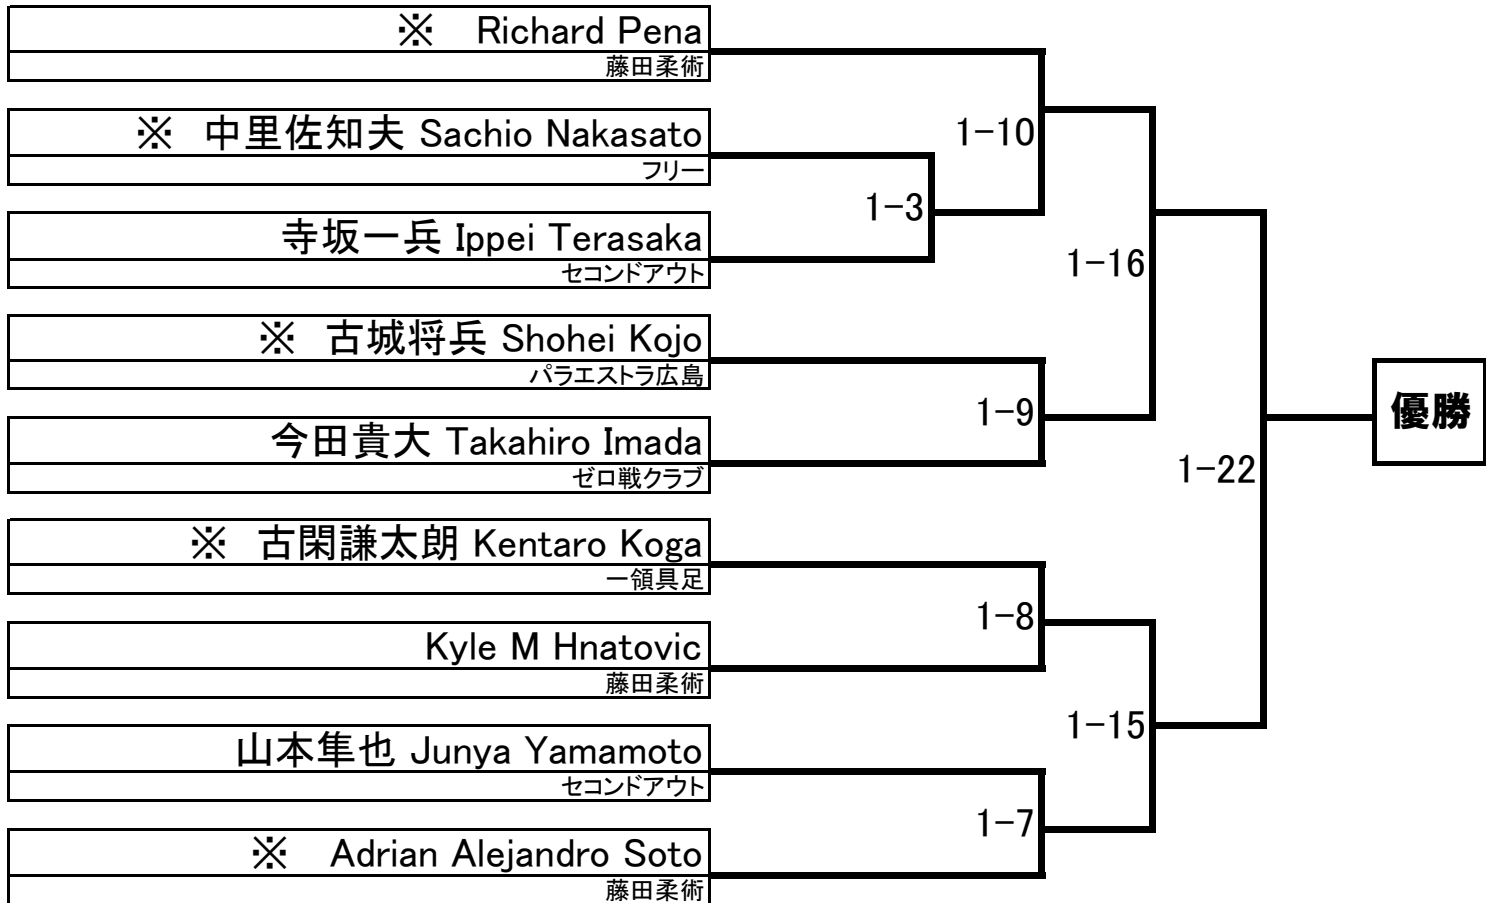 ※ Richard Pena
藤田柔術
※ 中里佐知夫 Sachio Nakasato
フリー
寺坂一兵 Ippei Terasaka
セコンドアウト
※ 古城将兵 Shohei Kojo
パラエストラ広島
今田貴大 Takahiro Imada
ゼロ戦クラブ
※ 古閑謙太朗 Kentaro Koga
一領具足
Kyle M Hnatovic
藤田柔術
山本隼也 Junya Yamamoto
セコンドアウト
※ Adrian Alejandro Soto
藤田柔術
1-3
1-10
1-9
1-8
1-7
1-16
1-15
1-22
優勝